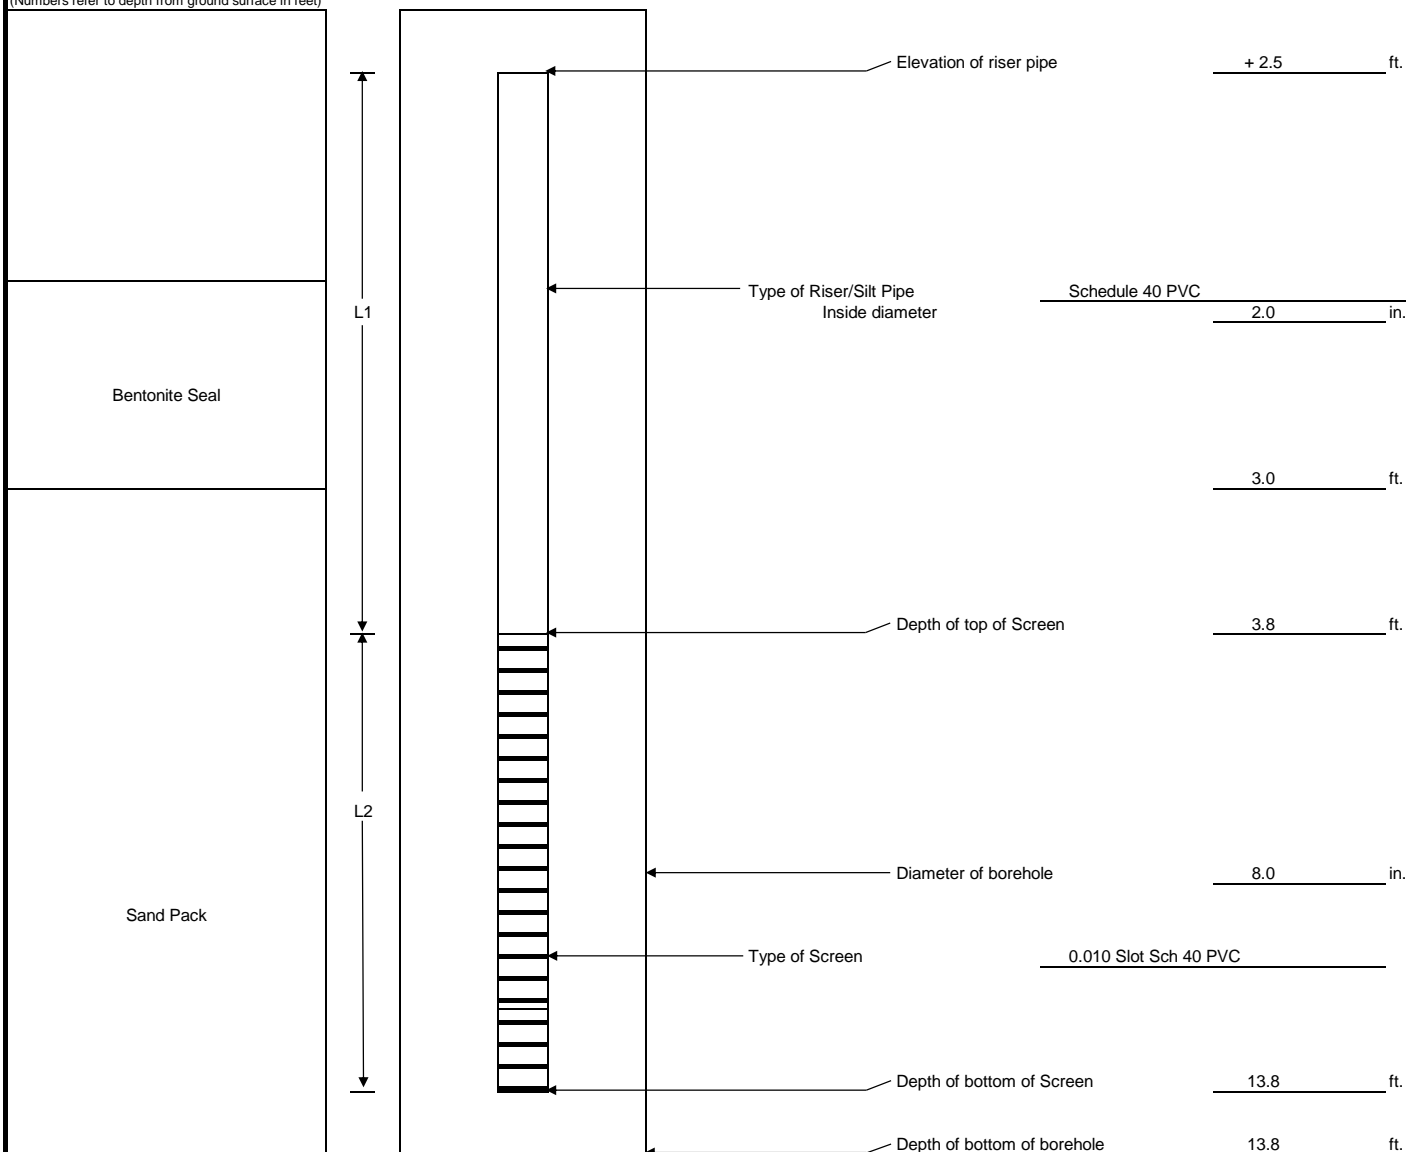 (Numbers refer to depth from ground surface in feet)
Elevation of riser pipe + 2.5 ft.
Type of Riser/Silt Pipe Schedule 40 PVC
L1 Inside diameter 2.0 in.
Bentonite Seal
3.0 ft.
Depth of top of Screen 3.8 ft.
L2
Diameter of borehole 8.0 in.
Sand Pack
Type of Screen 0.010 Slot Sch 40 PVC
Depth of bottom of Screen 13.8 ft.
Depth of bottom of borehole 13.8 ft.